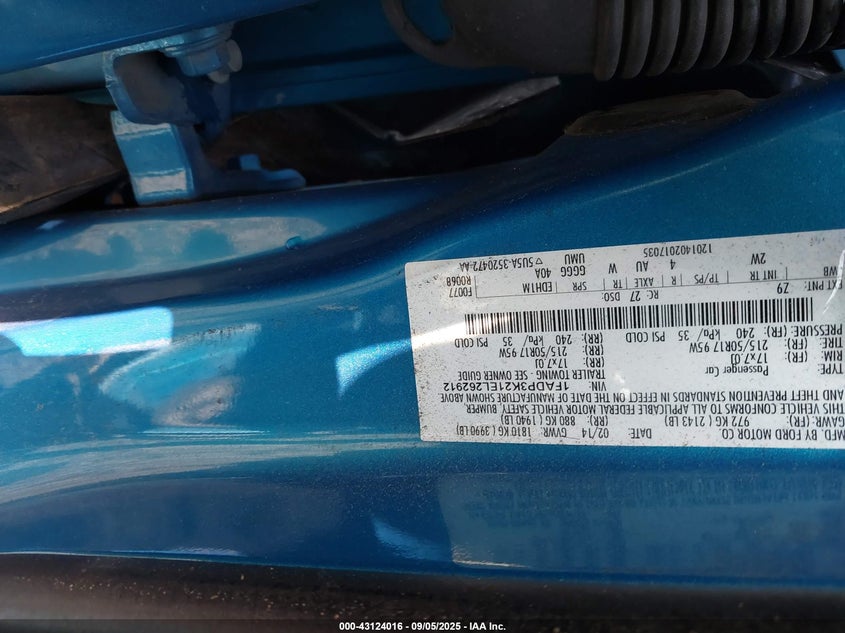 MFD. BY FORD MOTOR CO.
DATE: 02/14 GVWR: 1810 KG ( 3990 LB)
GAWR: (FR): 972 KG ( 2143 LB) (RR): 880 KG ( 1940 LB)
THIS VEHICLE CONFORMS TO ALL APPLICABLE FEDERAL MOTOR VEHICLE SAFETY, BUMPER,
AND THEFT PREVENTION STANDARDS IN EFFECT ON THE DATE OF MANUFACTURE SHOWN ABOVE
VIN: 1FADP3K21EL262912
TYPE: Passenger Car TRAILER TOWING - SEE OWNER GUIDE
RIM: 17x7.0J (RR): 17x7.0J
TIRE: 215/50R17 95W (RR): 215/50R17 95W
PRESSURE: (FR) 240 kPa/ 35 PSI COLD (RR): 240 kPa/ 35 PSI COLD
EXT PNT: Z9 RC: 27 DSO: F0077
WB INT TR TP/PS R AXLE TR SPR R0068
2W 4 AU W EDH1M
GGGG 40A
UMU
▽5U5A-3520472-AA
1201402017035
000-43124016 - 09/05/2025 - IAA Inc.